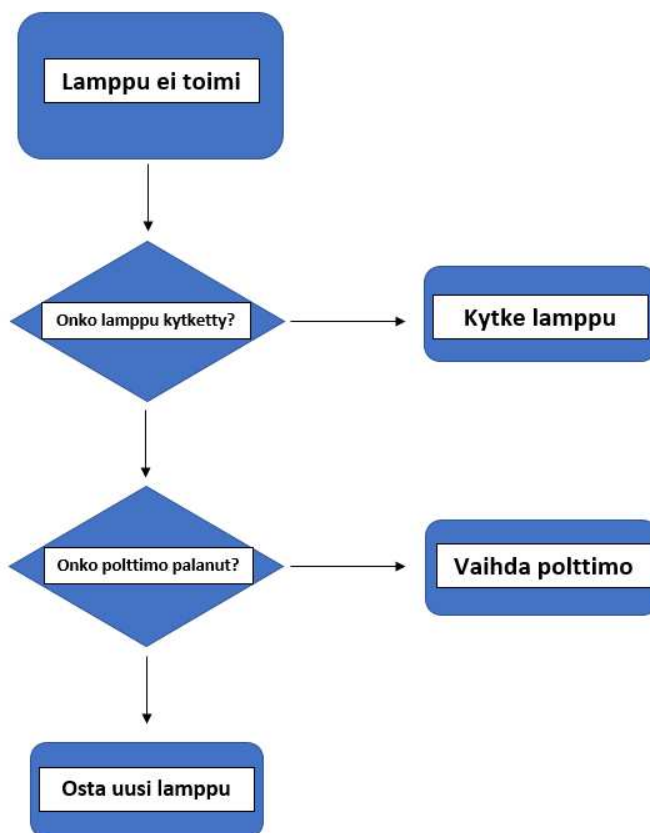 Lamppu ei toimi
Onko lamppu kytketty?
Kytke lamppu
Onko polttimo palanut?
Vaihda polttimo
Osta uusi lamppu